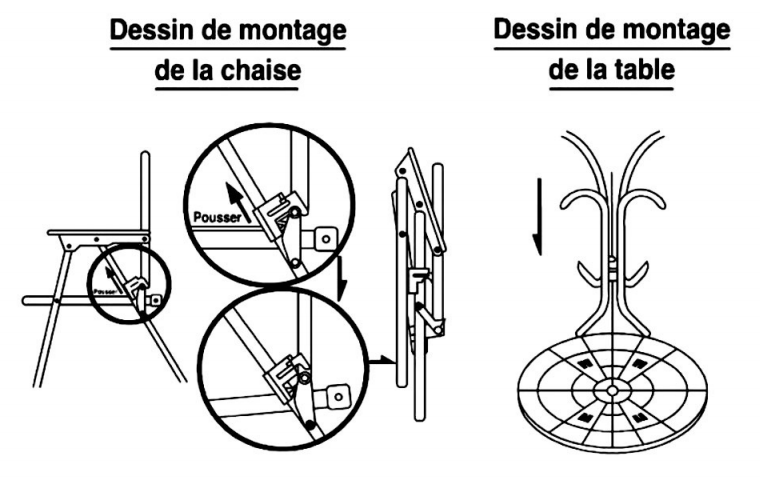 Dessin de montage
de la chaise
Dessin de montage
de la table
Pousser
Pousser